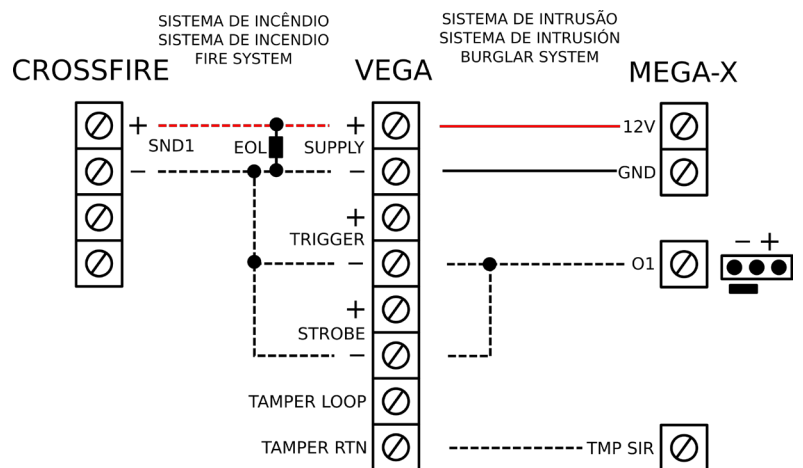 SISTEMA DE INCÊNDIO
SISTEMA DE INCENDIO
FIRE SYSTEM
SISTEMA DE INTRUSÃO
SISTEMA DE INTRUSIÓN
BURGLAR SYSTEM
CROSSFIRE
VEGA
MEGA-X
+ + 12V
SND1 EOL SUPPLY
− − GND
+
TRIGGER
− O1 − +
+
STROBE
−
TAMPER LOOP
TAMPER RTN TMP SIR